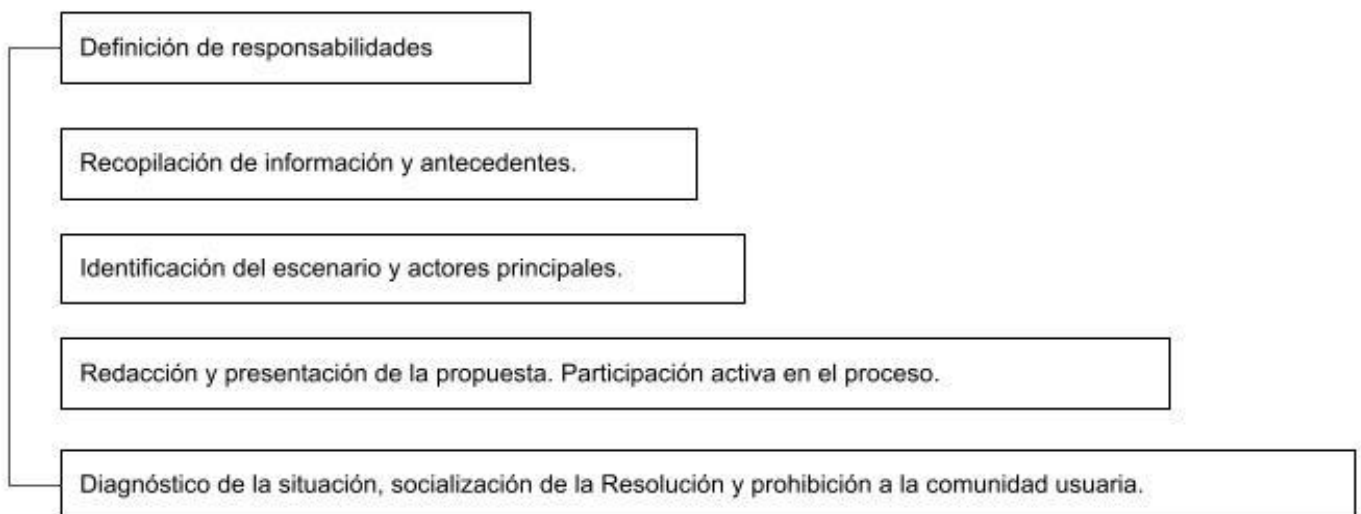 Definición de responsabilidades
Recopilación de información y antecedentes.
Identificación del escenario y actores principales.
Redacción y presentación de la propuesta. Participación activa en el proceso.
Diagnóstico de la situación, socialización de la Resolución y prohibición a la comunidad usuaria.